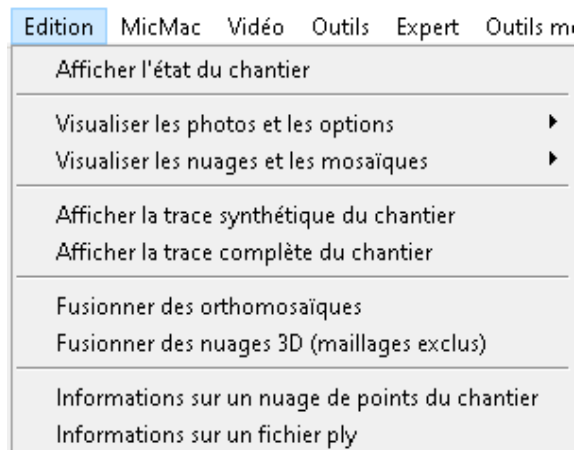 Edition MicMac Vidéo Outils Expert Outils
Afficher l'état du chantier
Visualiser les photos et les options
Visualiser les nuages et les mosaïques
Afficher la trace synthétique du chantier
Afficher la trace complète du chantier
Fusionner des orthomosaïques
Fusionner des nuages 3D (maillages exclus)
Informations sur un nuage de points du chantier
Informations sur un fichier ply